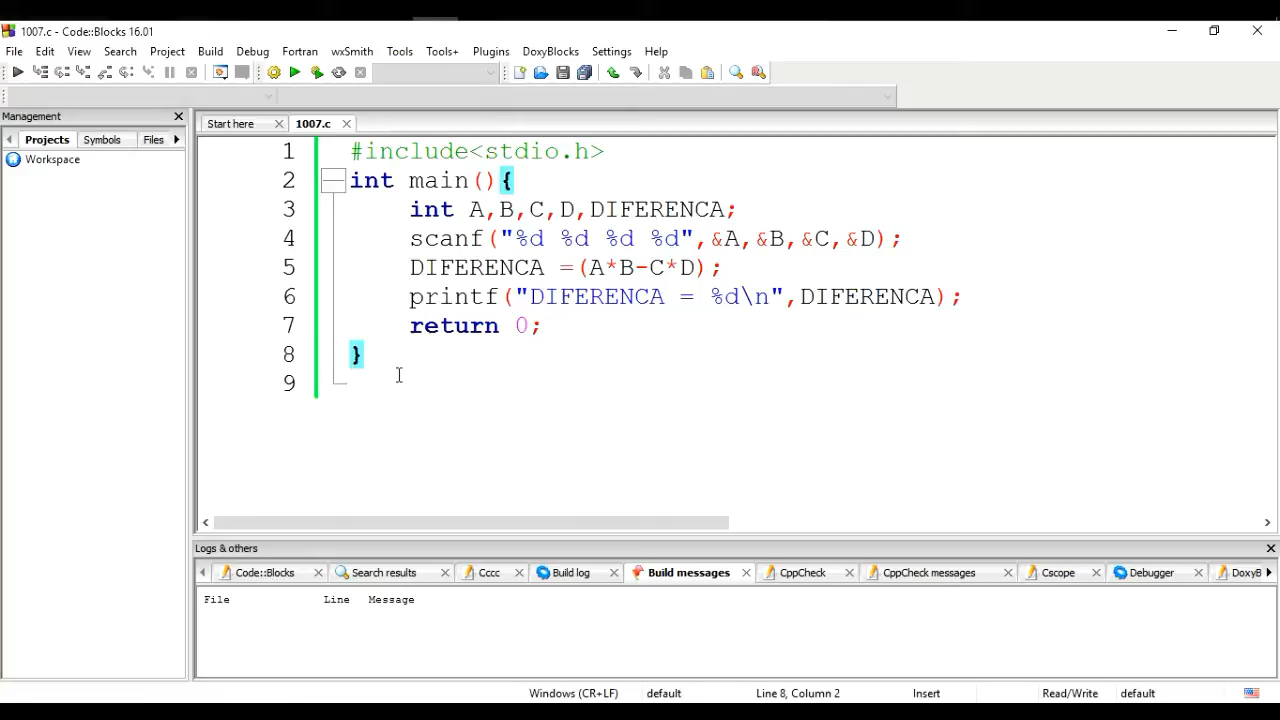 1007.c - Code::Blocks 16.01
File Edit View Search Project Build Debug Fortran wxSmith Tools Tools+ Plugins DoxyBlocks Settings Help
Management
Start here 1007.c
Projects Symbols Files
Workspace
1 #include<stdio.h>
2 int main(){
3 int A,B,C,D,DIFERENCA;
4 scanf("%d %d %d %d",&A,&B,&C,&D);
5 DIFERENCA =(A*B-C*D);
6 printf("DIFERENCA = %d\n",DIFERENCA);
7 return 0;
8 }
9
Logs & others
Code::Blocks Search results Cccc Build log Build messages CppCheck CppCheck messages Cscope Debugger DoxyB
File Line Message
Windows (CR+LF) default Line 8, Column 2 Insert Read/Write default